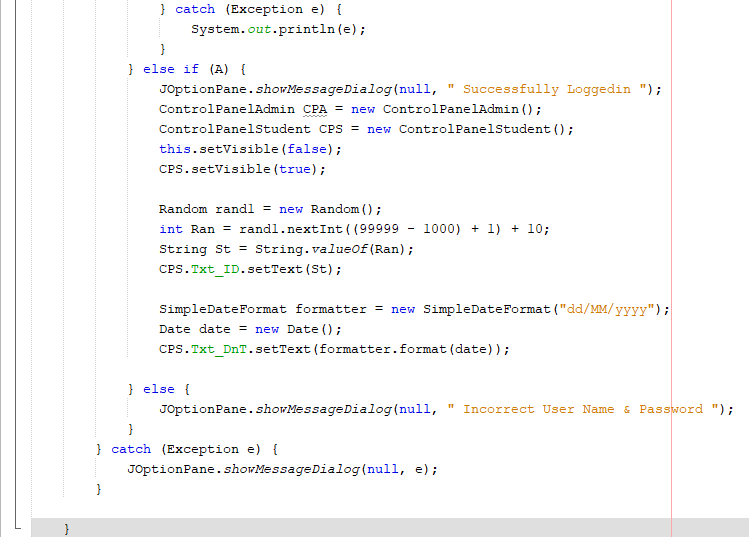 } catch (Exception e) {
System.out.println(e);
}
} else if (A) {
JOptionPane.showMessageDialog(null, " Successfully Loggedin ");
ControlPanelAdmin CPA = new ControlPanelAdmin();
ControlPanelStudent CPS = new ControlPanelStudent();
this.setVisible(false);
CPS.setVisible(true);
Random rand1 = new Random();
int Ran = rand1.nextInt((99999 - 1000) + 1) + 10;
String St = String.valueOf(Ran);
CPS.Txt_ID.setText(St);
SimpleDateFormat formatter = new SimpleDateFormat("dd/MM/yyyy");
Date date = new Date();
CPS.Txt_DnT.setText(formatter.format(date));
} else {
JOptionPane.showMessageDialog(null, " Incorrect User Name & Password ");
}
} catch (Exception e) {
JOptionPane.showMessageDialog(null, e);
}
}